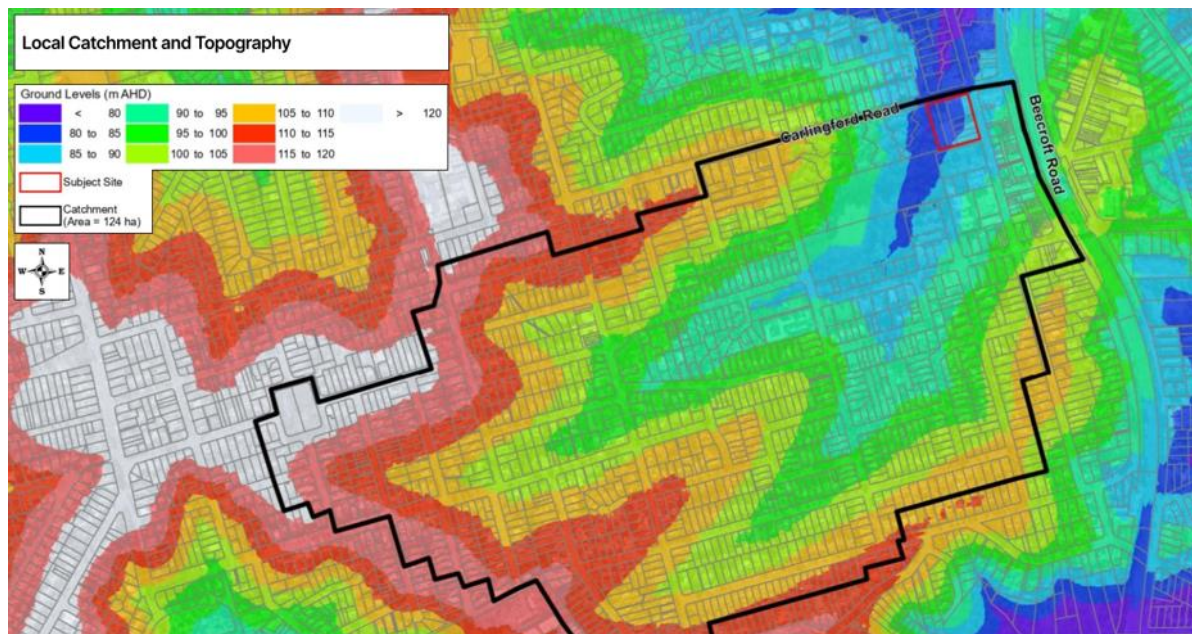 Local Catchment and Topography
Ground Levels (m AHD)
< 80 90 to 95 105 to 110 > 120
80 to 85 95 to 100 110 to 115
85 to 90 100 to 105 115 to 120
Subject Site
Catchment
(Area = 124 ha)
N
W E
S
Carlingford Road
Beecroft Road